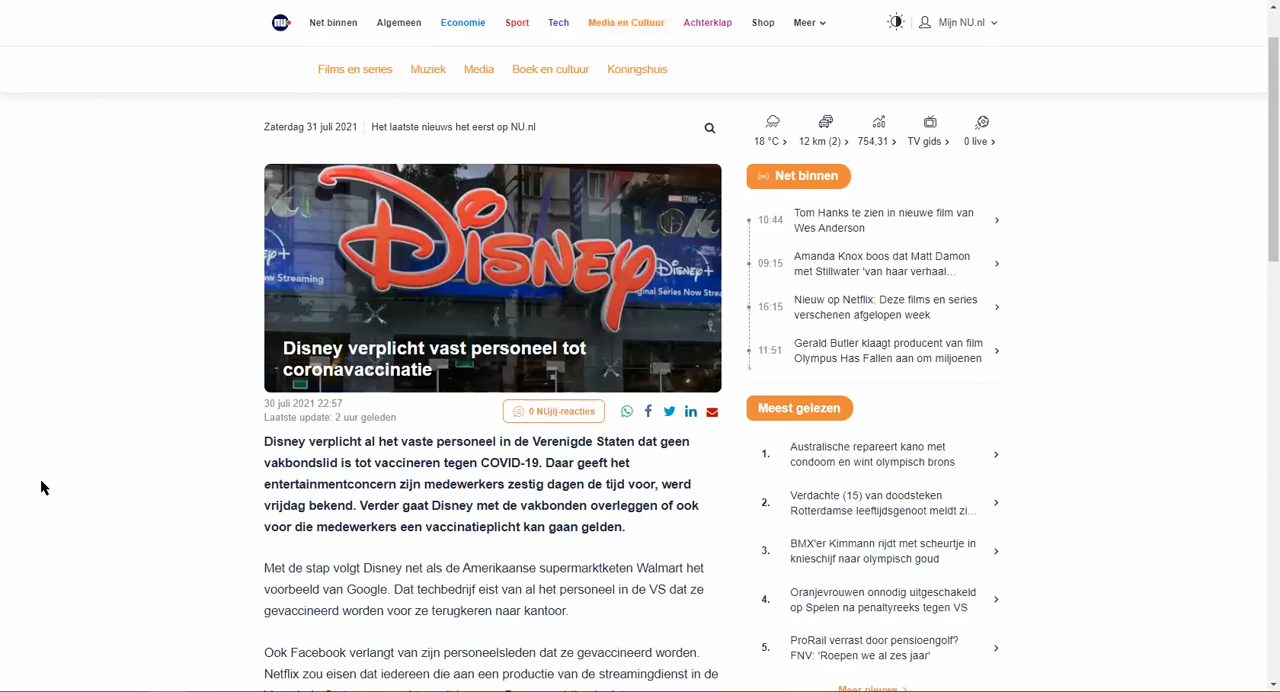 NU
Net binnen
Algemeen
Economie
Sport
Tech
Media en Cultuur
Achterklap
Shop
Meer
Mijn NU.nl
Films en series
Muziek
Media
Boek en cultuur
Koningshuis
Zaterdag 31 juli 2021
Het laatste nieuws het eerst op NU.nl
18 °C
12 km (2)
754,31
TV gids
0 live
Disney
Disney+
Streaming
Original Series Now Strea
Disney verplicht vast personeel tot
coronavaccinatie
30 juli 2021 22:57
Laatste update: 2 uur geleden
0 NUjij-reacties
Disney verplicht al het vaste personeel in de Verenigde Staten dat geen
vakbondslid is tot vaccineren tegen COVID-19. Daar geeft het
entertainmentconcern zijn medewerkers zestig dagen de tijd voor, werd
vrijdag bekend. Verder gaat Disney met de vakbonden overleggen of ook
voor die medewerkers een vaccinatieplicht kan gaan gelden.
Met de stap volgt Disney net als de Amerikaanse supermarktketen Walmart het
voorbeeld van Google. Dat techbedrijf eist van al het personeel in de VS dat ze
gevaccineerd worden voor ze terugkeren naar kantoor.
Ook Facebook verlangt van zijn personeelsleden dat ze gevaccineerd worden.
Netflix zou eisen dat iedereen die aan een productie van de streamingdienst in de
Net binnen
10:44
Tom Hanks te zien in nieuwe film van
Wes Anderson
09:15
Amanda Knox boos dat Matt Damon
met Stillwater 'van haar verhaal...
16:15
Nieuw op Netflix: Deze films en series
verschenen afgelopen week
11:51
Gerald Butler klaagt producent van film
Olympus Has Fallen aan om miljoenen
Meest gelezen
1.
Australische repareert kano met
condoom en wint olympisch brons
2.
Verdachte (15) van doodsteken
Rotterdamse leeftijdsgenoot meldt zi...
3.
BMX'er Kimmann rijdt met scheurtje in
knieschijf naar olympisch goud
4.
Oranjevrouwen onnodig uitgeschakeld
op Spelen na penaltyreeks tegen VS
5.
ProRail verrast door pensioengolf?
FNV: 'Roepen we al zes jaar'
Meer nieuws